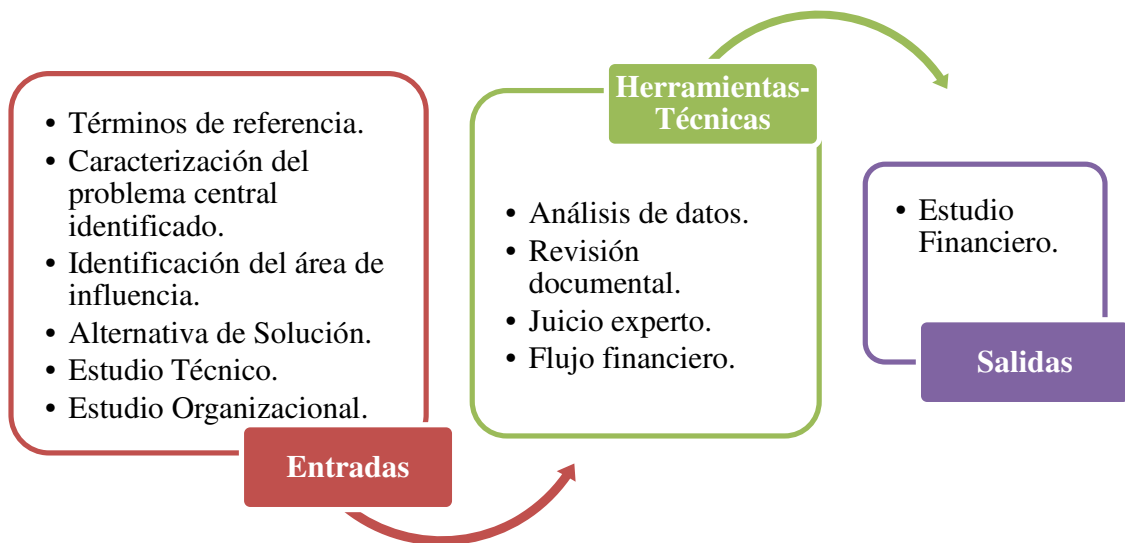 • Términos de referencia.
• Caracterización del
problema central
identificado.
• Identificación del área de
influencia.
• Alternativa de Solución.
• Estudio Técnico.
• Estudio Organizacional.
Entradas
Herramientas-
Técnicas
• Análisis de datos.
• Revisión
documental.
• Juicio experto.
• Flujo financiero.
• Estudio
Financiero.
Salidas